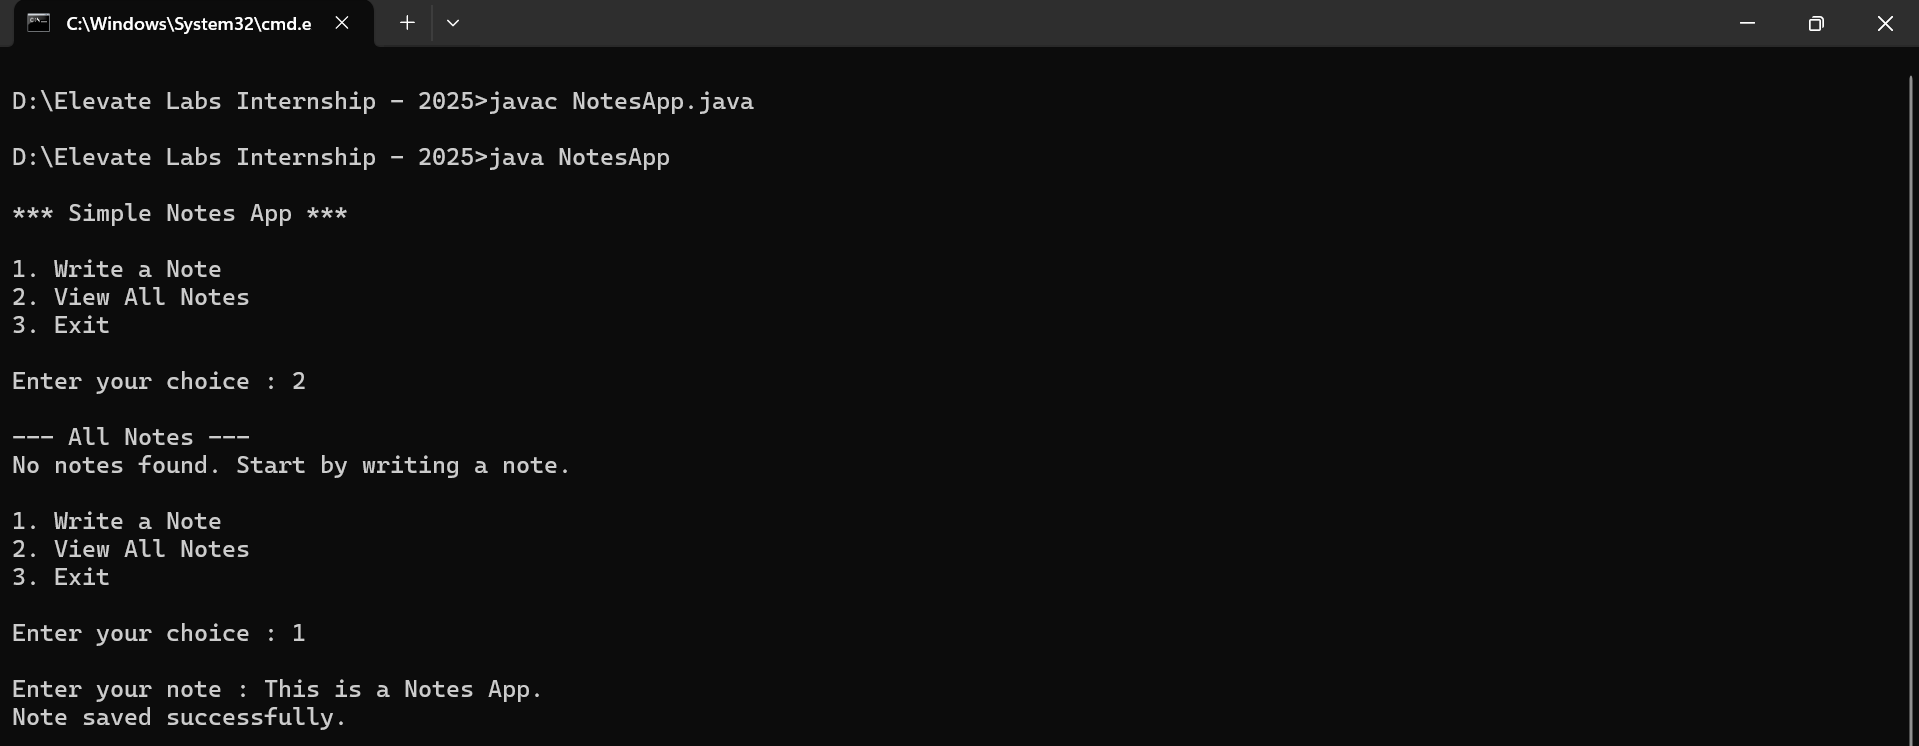 C:\Windows\System32\cmd.e
D:\Elevate Labs Internship - 2025>javac NotesApp.java
D:\Elevate Labs Internship - 2025>java NotesApp
*** Simple Notes App ***
1. Write a Note
2. View All Notes
3. Exit
Enter your choice : 2
--- All Notes ---
No notes found. Start by writing a note.
1. Write a Note
2. View All Notes
3. Exit
Enter your choice : 1
Enter your note : This is a Notes App.
Note saved successfully.